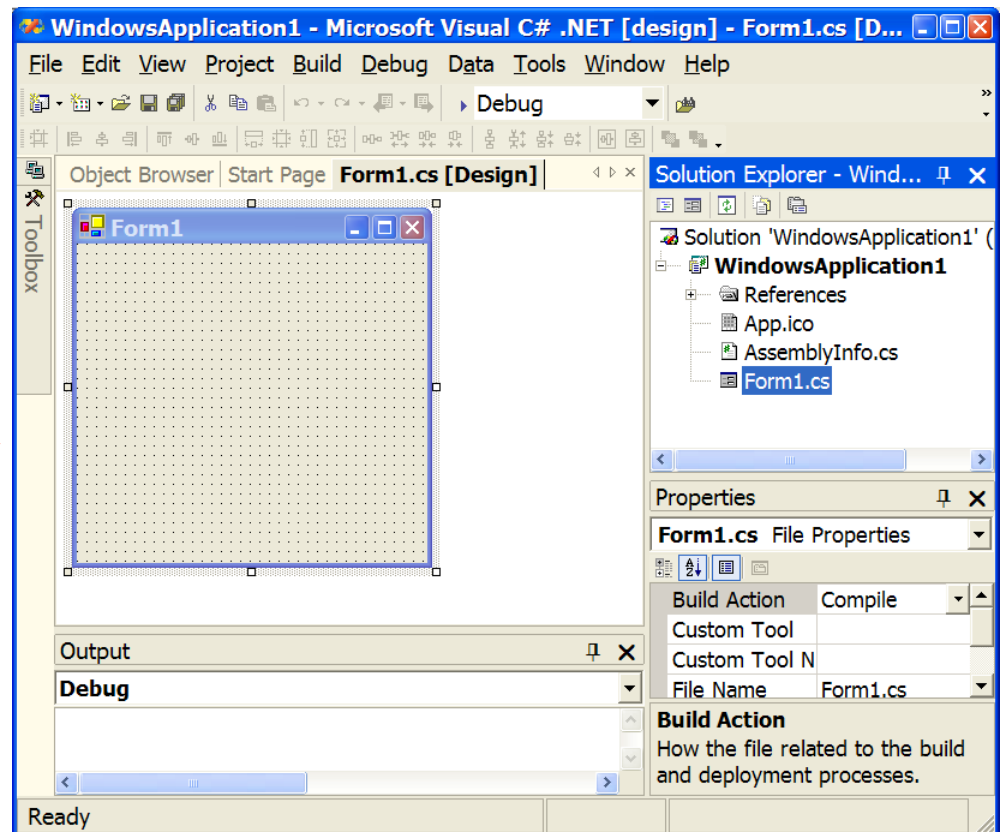 WindowsApplication1 - Microsoft Visual C# .NET [design] - Form1.cs [D...
File Edit View Project Build Debug Data Tools Window Help
Debug
Object Browser Start Page Form1.cs [Design]
Toolbox
Form1
Solution Explorer - Wind...
Solution 'WindowsApplication1' (
WindowsApplication1
References
App.ico
AssemblyInfo.cs
Form1.cs
Properties
Form1.cs File Properties
Build Action Compile
Custom Tool
Custom Tool N
File Name Form1.cs
Build Action
How the file related to the build
and deployment processes.
Output
Debug
Ready